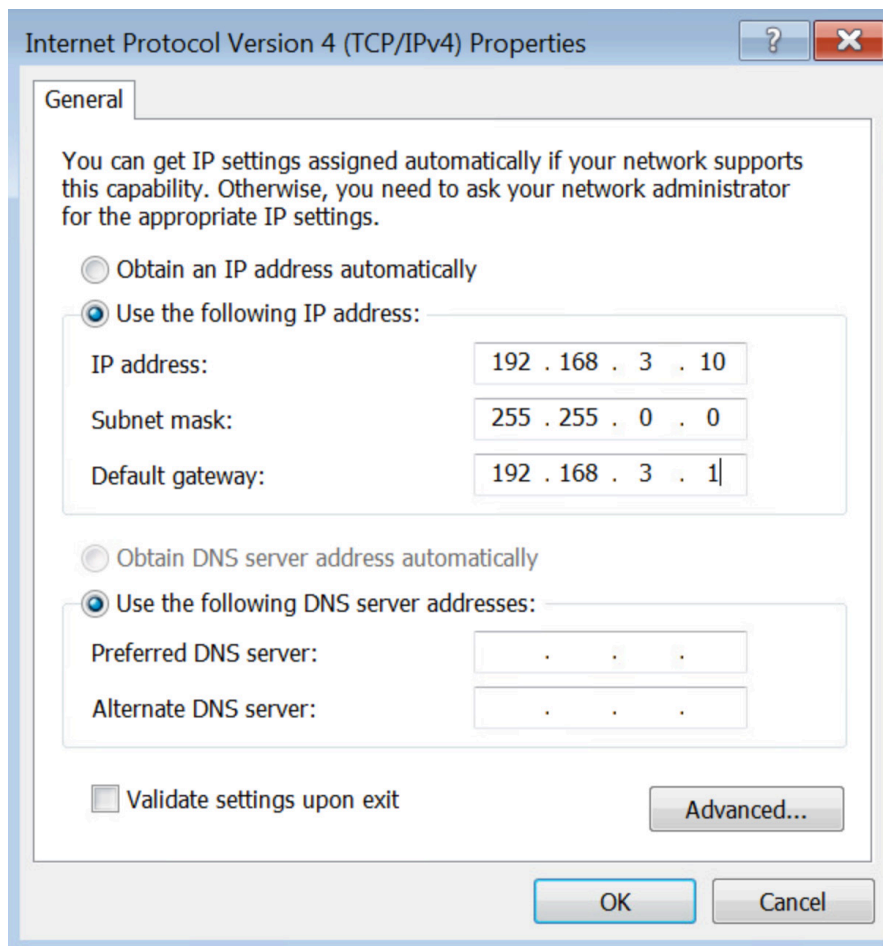 Internet Protocol Version 4 (TCP/IPv4) Properties
?
General
You can get IP settings assigned automatically if your network supports
this capability. Otherwise, you need to ask your network administrator
for the appropriate IP settings.
Obtain an IP address automatically
Use the following IP address:
IP address: 192 . 168 . 3 . 10
Subnet mask: 255 . 255 . 0 . 0
Default gateway: 192 . 168 . 3 . 1
Obtain DNS server address automatically
Use the following DNS server addresses:
Preferred DNS server: . . .
Alternate DNS server: . . .
Validate settings upon exit
Advanced...
OK Cancel